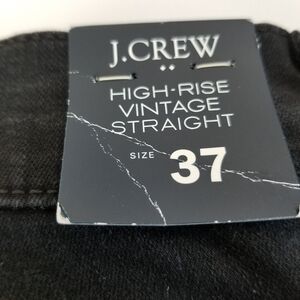 J.CREW
HIGH-RISE
VINTAGE
STRAIGHT
SIZE 37